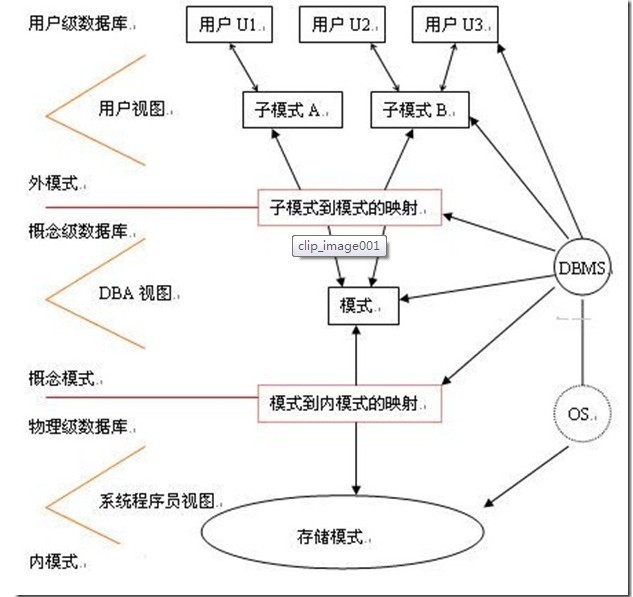 用户级数据库
用户 U1
用户 U2
用户 U3
用户视图
子模式 A
子模式 B
外模式
子模式到模式的映射
概念级数据库
clip_image001
DBMS
DBA 视图
模式
概念模式
模式到内模式的映射
OS
物理级数据库
系统程序员视图
存储模式
内模式